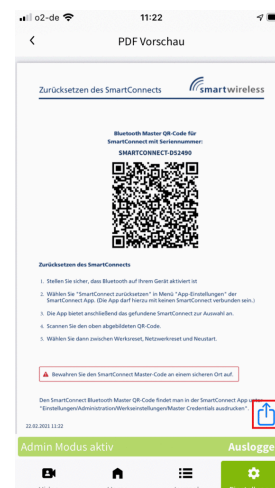 o2-de
11:22
PDF Vorschau
Zurücksetzen des SmartConnects
smartwireless
Bluetooth Master QR-Code für
SmartConnect mit Seriennummer:
SMARTCONNECT-D52490
Zurücksetzen des SmartConnects
1. Stellen Sie sicher, dass Bluetooth auf Ihrem Gerät aktiviert ist
2. Wählen Sie "SmartConnect zurücksetzen" in Menü "App-Einstellungen" der
SmartConnect App. (Die App darf hierzu mit keinen SmartConnect verbunden sein.)
3. Die App bietet anschließend das gefundene SmartConnect zur Auswahl an.
4. Scannen Sie den oben abgebildeten QR-Code.
5. Wählen Sie dann zwischen Werksreset, Netzwerkreset und Neustart.
Bewahren Sie den SmartConnect Master-Code an einem sicheren Ort auf.
Den SmartConnect Bluetooth Master QR-Code findet man in der SmartConnect App unter
"Einstellungen/Administration/Werkseinstellungen/Master Credentials ausdrucken".
22.02.2021 11:22
Admin Modus aktiv
Auslogge